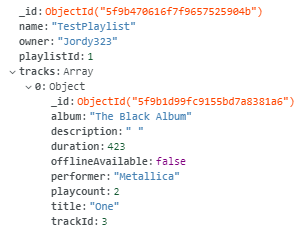 _id:ObjectId("5f9b470616f7f9657525904b")
name:"TestPlaylist"
owner:"Jordy323"
playlistId:1
tracks:Array
0:Object
_id:ObjectId("5f9b1d99fc9155bd7a8381a6")
album:"The Black Album"
description:" "
duration:423
offlineAvailable:false
performer:"Metallica"
playcount:2
title:"One"
trackId:3